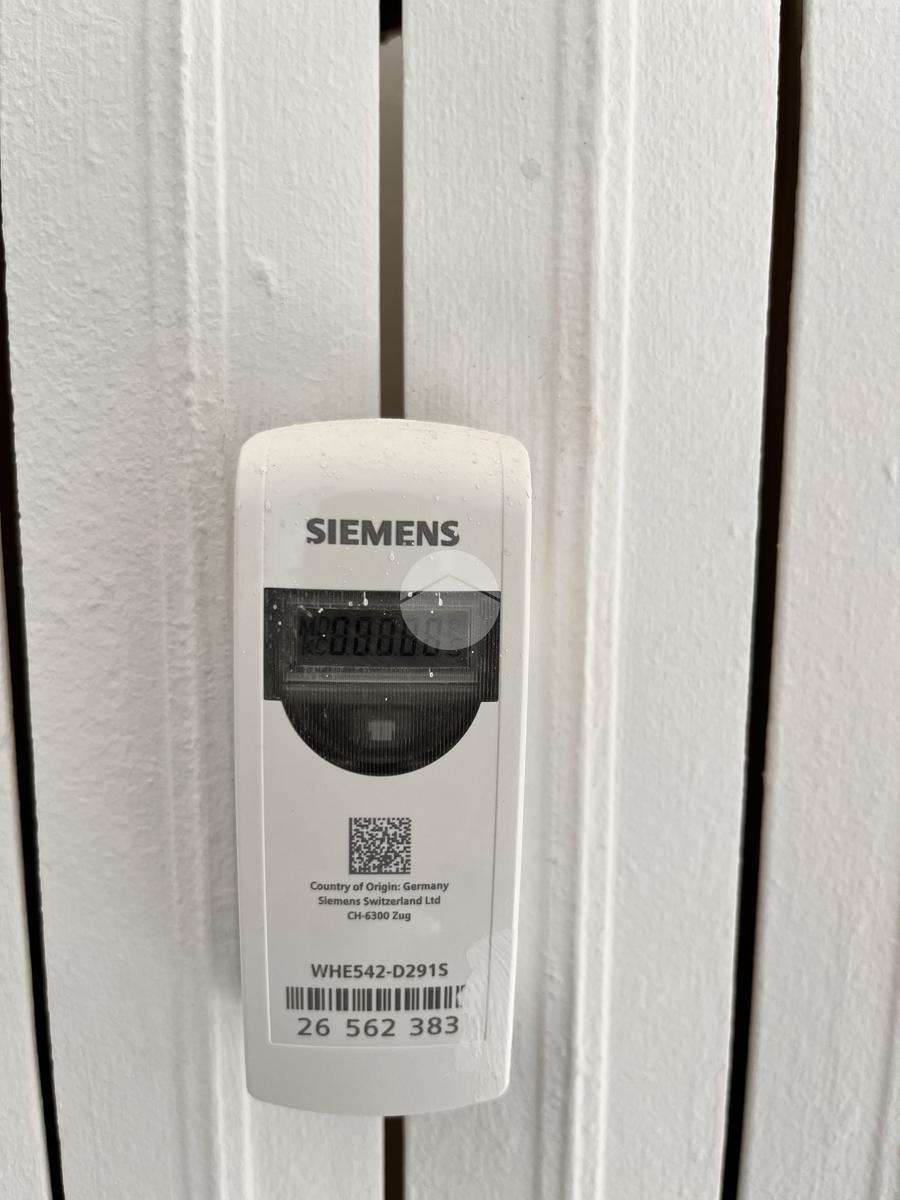 SIEMENS
Country of Origin: Germany
Siemens Switzerland Ltd
CH-6300 Zug
WHE542-D291S
26 562 383